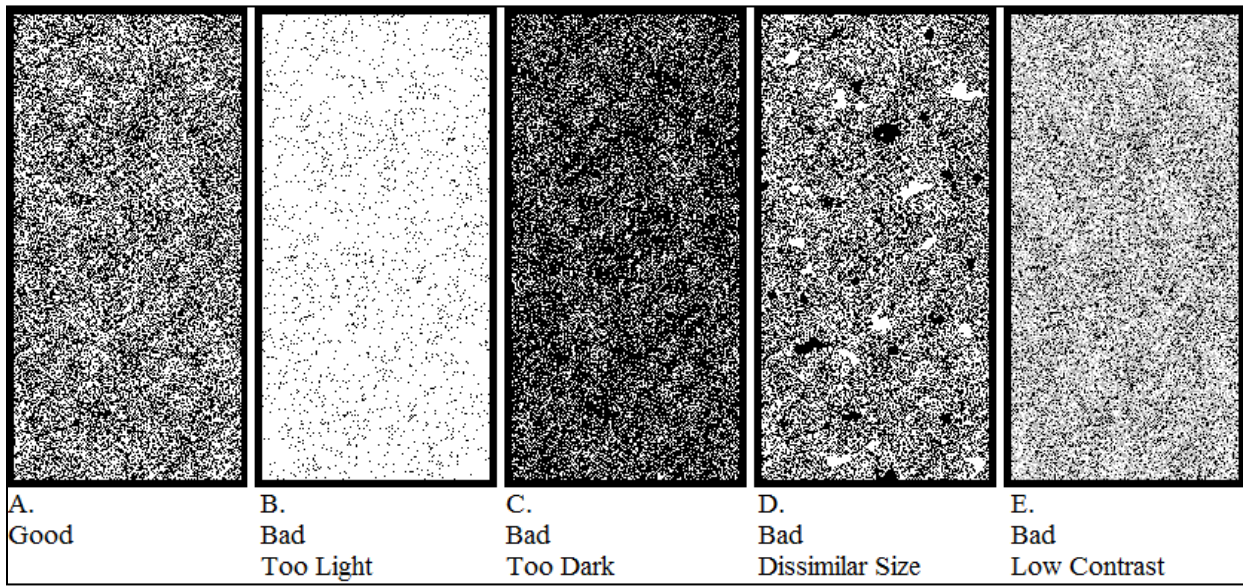 A.
Good
B.
Bad
Too Light
C.
Bad
Too Dark
D.
Bad
Dissimilar Size
E.
Bad
Low Contrast